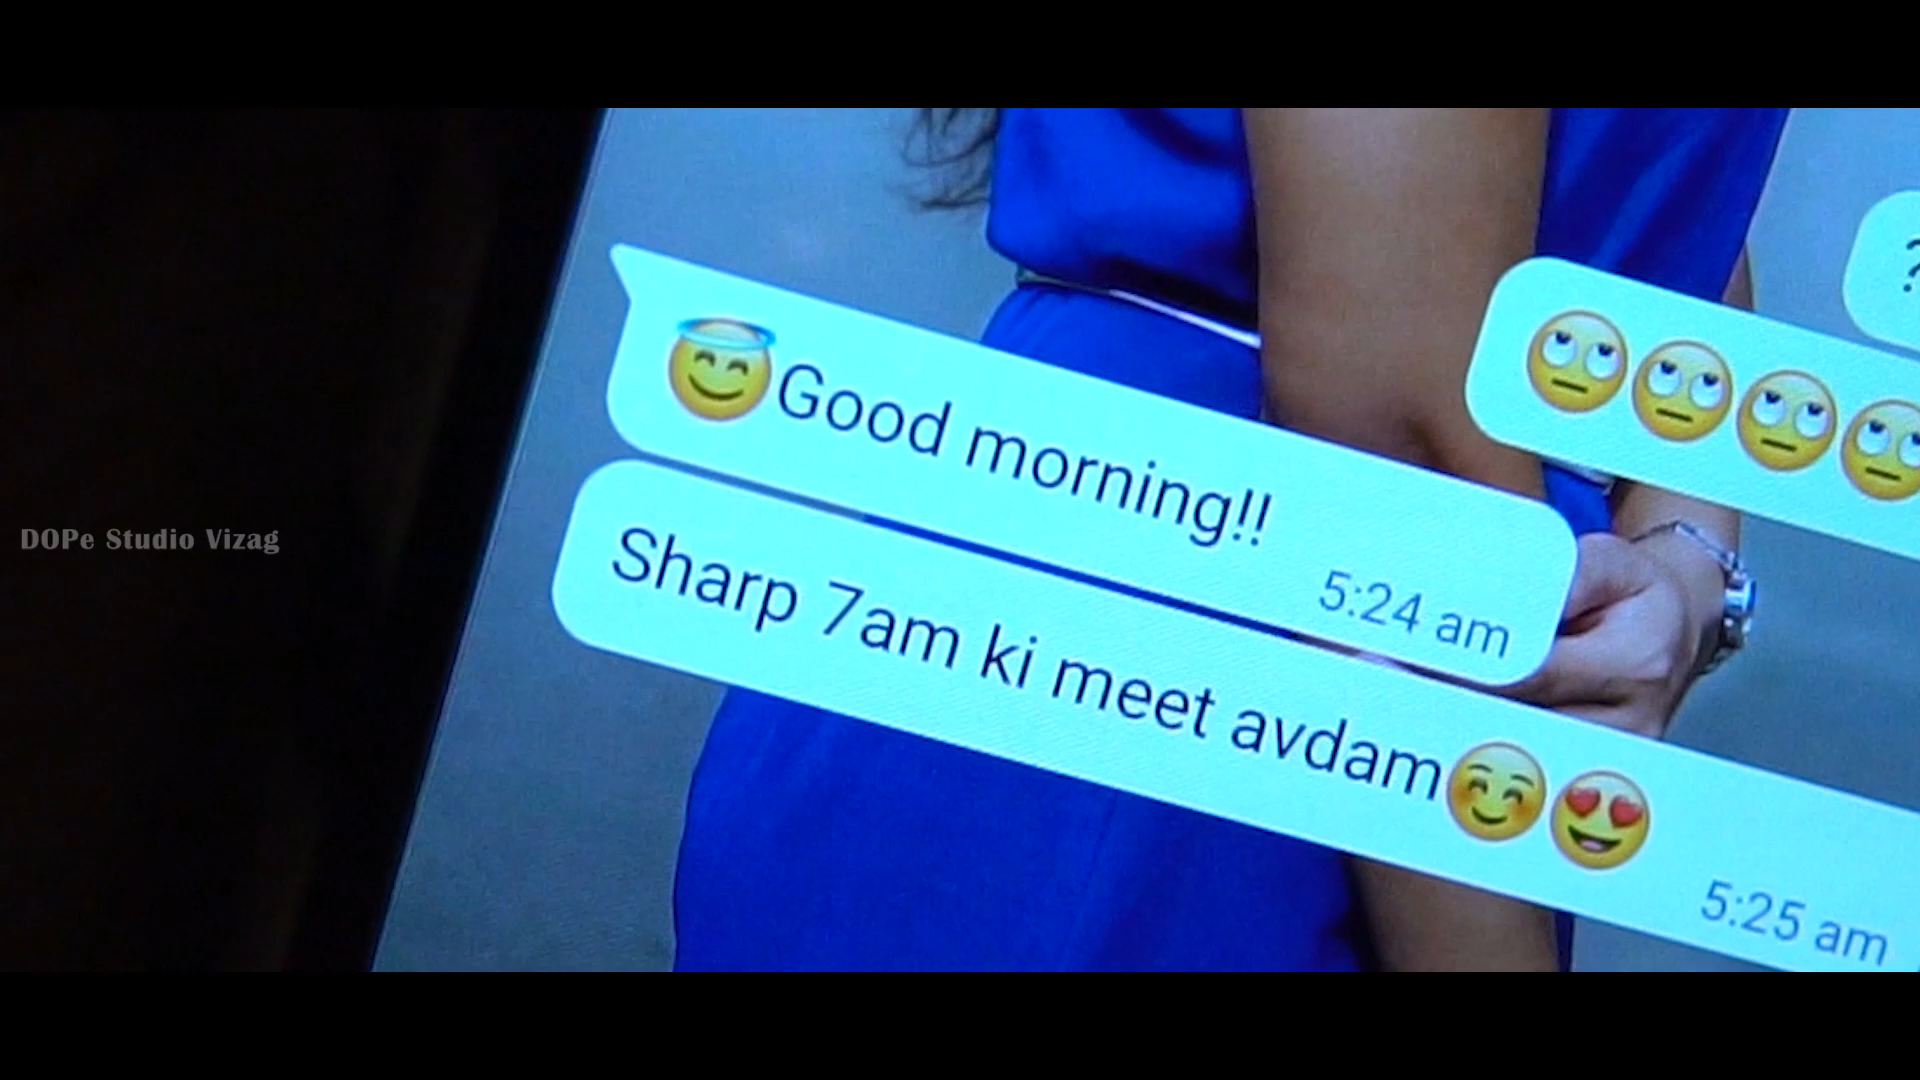 ?
🙄🙄🙄🙄
😇Good morning!!
5:24 am
Sharp 7am ki meet avdam😊😍
5:25 am
DOPe Studio Vizag